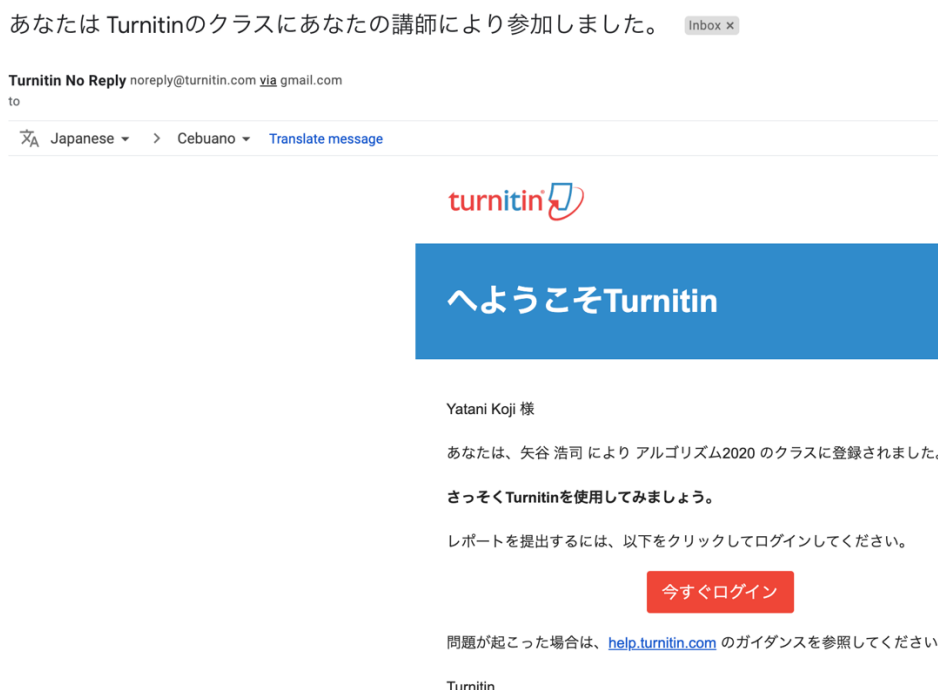 あなたは Turnitinのクラスにあなたの講師により参加しました。 Inbox ×
Turnitin No Reply noreply@turnitin.com via gmail.com
to
Japanese > Cebuano Translate message
turnitin
へようこそTurnitin
Yatani Koji 様
あなたは、矢谷 浩司 により アルゴリズム2020 のクラスに登録されました。
さっそくTurnitinを使用してみましょう。
レポートを提出するには、以下をクリックしてログインしてください。
今すぐログイン
問題が起こった場合は、help.turnitin.com のガイダンスを参照してください
Turnitin